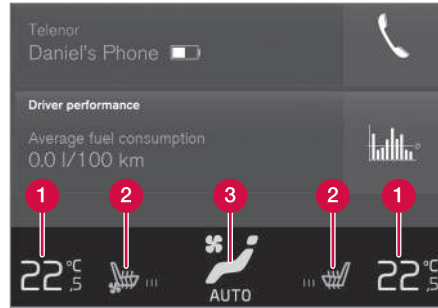 Telenor
Daniel's Phone
Driver performance
Average fuel consumption
0.0 l/100 km
1 2 3 2 1
22°C,5 AUTO 22°C,5